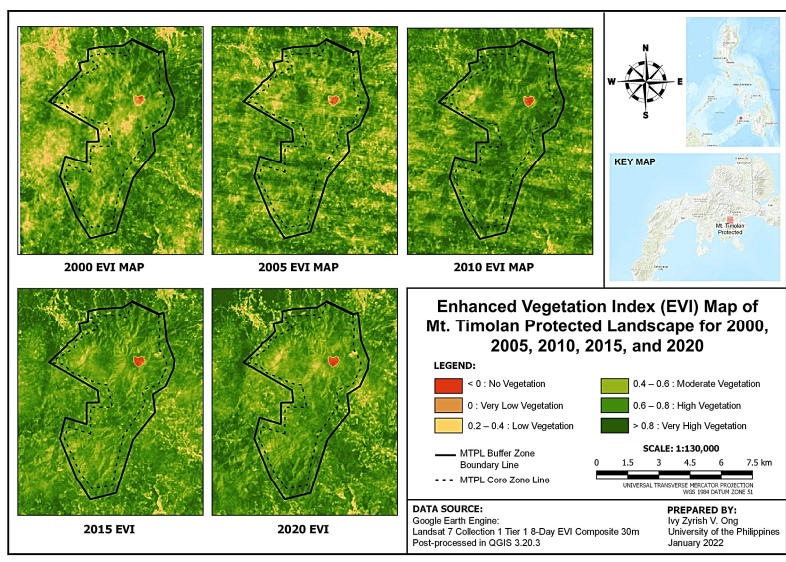 2000 EVI MAP
2005 EVI MAP
2010 EVI MAP
2015 EVI
2020 EVI
N
W E
S
KEY MAP
Mt. Timolan
Protected
Enhanced Vegetation Index (EVI) Map of
Mt. Timolan Protected Landscape for 2000,
2005, 2010, 2015, and 2020
LEGEND:
< 0 : No Vegetation
0 : Very Low Vegetation
0.2 – 0.4 : Low Vegetation
0.4 – 0.6 : Moderate Vegetation
0.6 – 0.8 : High Vegetation
> 0.8 : Very High Vegetation
MTPL Buffer Zone
Boundary Line
MTPL Core Zone Line
SCALE: 1:130,000
0 1.5 3 4.5 6 7.5 km
UNIVERSAL TRANSVERSE MERCATOR PROJECTION
WGS 1984 DATUM ZONE 51
DATA SOURCE:
Google Earth Engine:
Landsat 7 Collection 1 Tier 1 8-Day EVI Composite 30m
Post-processed in QGIS 3.20.3
PREPARED BY:
Ivy Zyrish V. Ong
University of the Philippines
January 2022